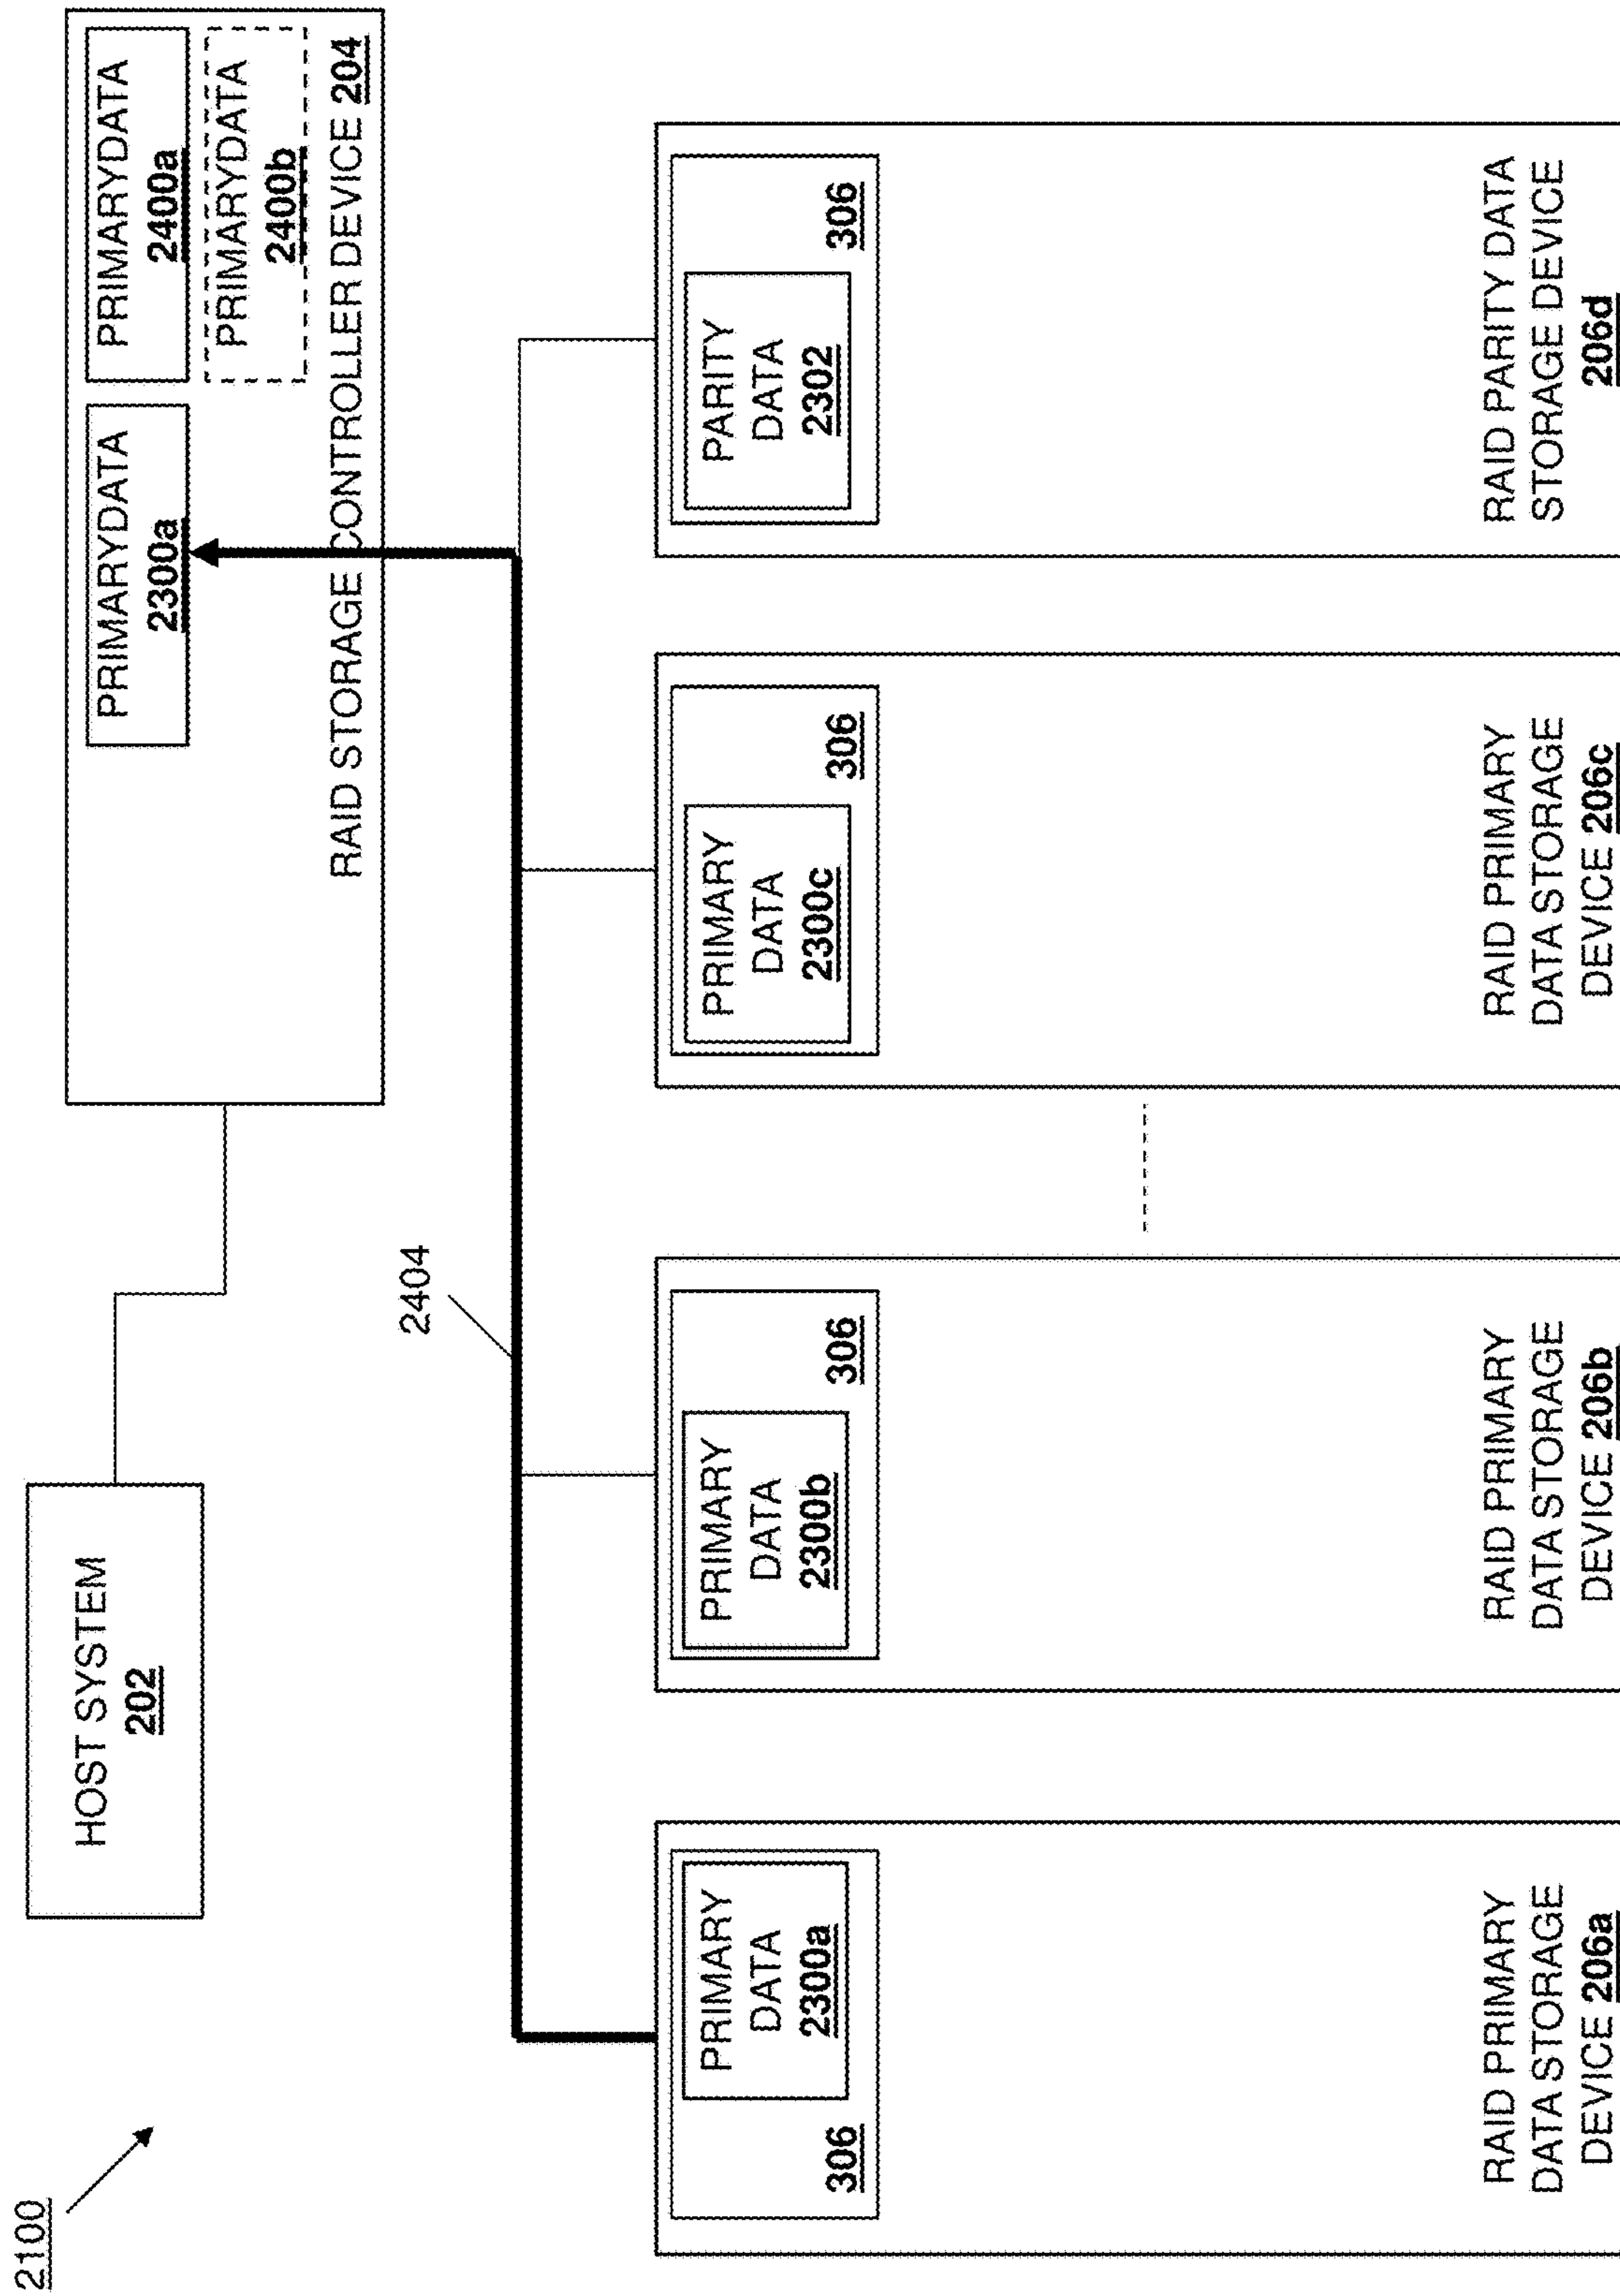 2100
HOST SYSTEM
202
PRIMARYDATA
2300a
PRIMARYDATA
2400a
PRIMARYDATA
2400b
RAID STORAGE CONTROLLER DEVICE 204
2404
PRIMARY
DATA
2300a
306
RAID PRIMARY
DATA STORAGE
DEVICE 206a
PRIMARY
DATA
2300b
306
RAID PRIMARY
DATA STORAGE
DEVICE 206b
PRIMARY
DATA
2300c
306
RAID PRIMARY
DATA STORAGE
DEVICE 206c
PARITY
DATA
2302
306
RAID PARITY DATA
STORAGE DEVICE
206d